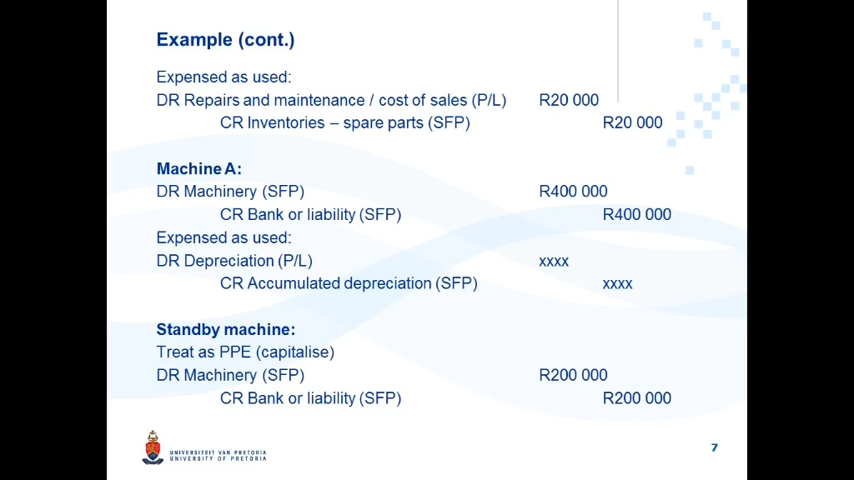 Example (cont.)
Expensed as used:
DR Repairs and maintenance / cost of sales (P/L) R20 000
CR Inventories – spare parts (SFP) R20 000
Machine A:
DR Machinery (SFP) R400 000
CR Bank or liability (SFP) R400 000
Expensed as used:
DR Depreciation (P/L) xxxx
CR Accumulated depreciation (SFP) xxxx
Standby machine:
Treat as PPE (capitalise)
DR Machinery (SFP) R200 000
CR Bank or liability (SFP) R200 000
UNIVERSITEIT VAN PRETORIA
UNIVERSITY OF PRETORIA
7